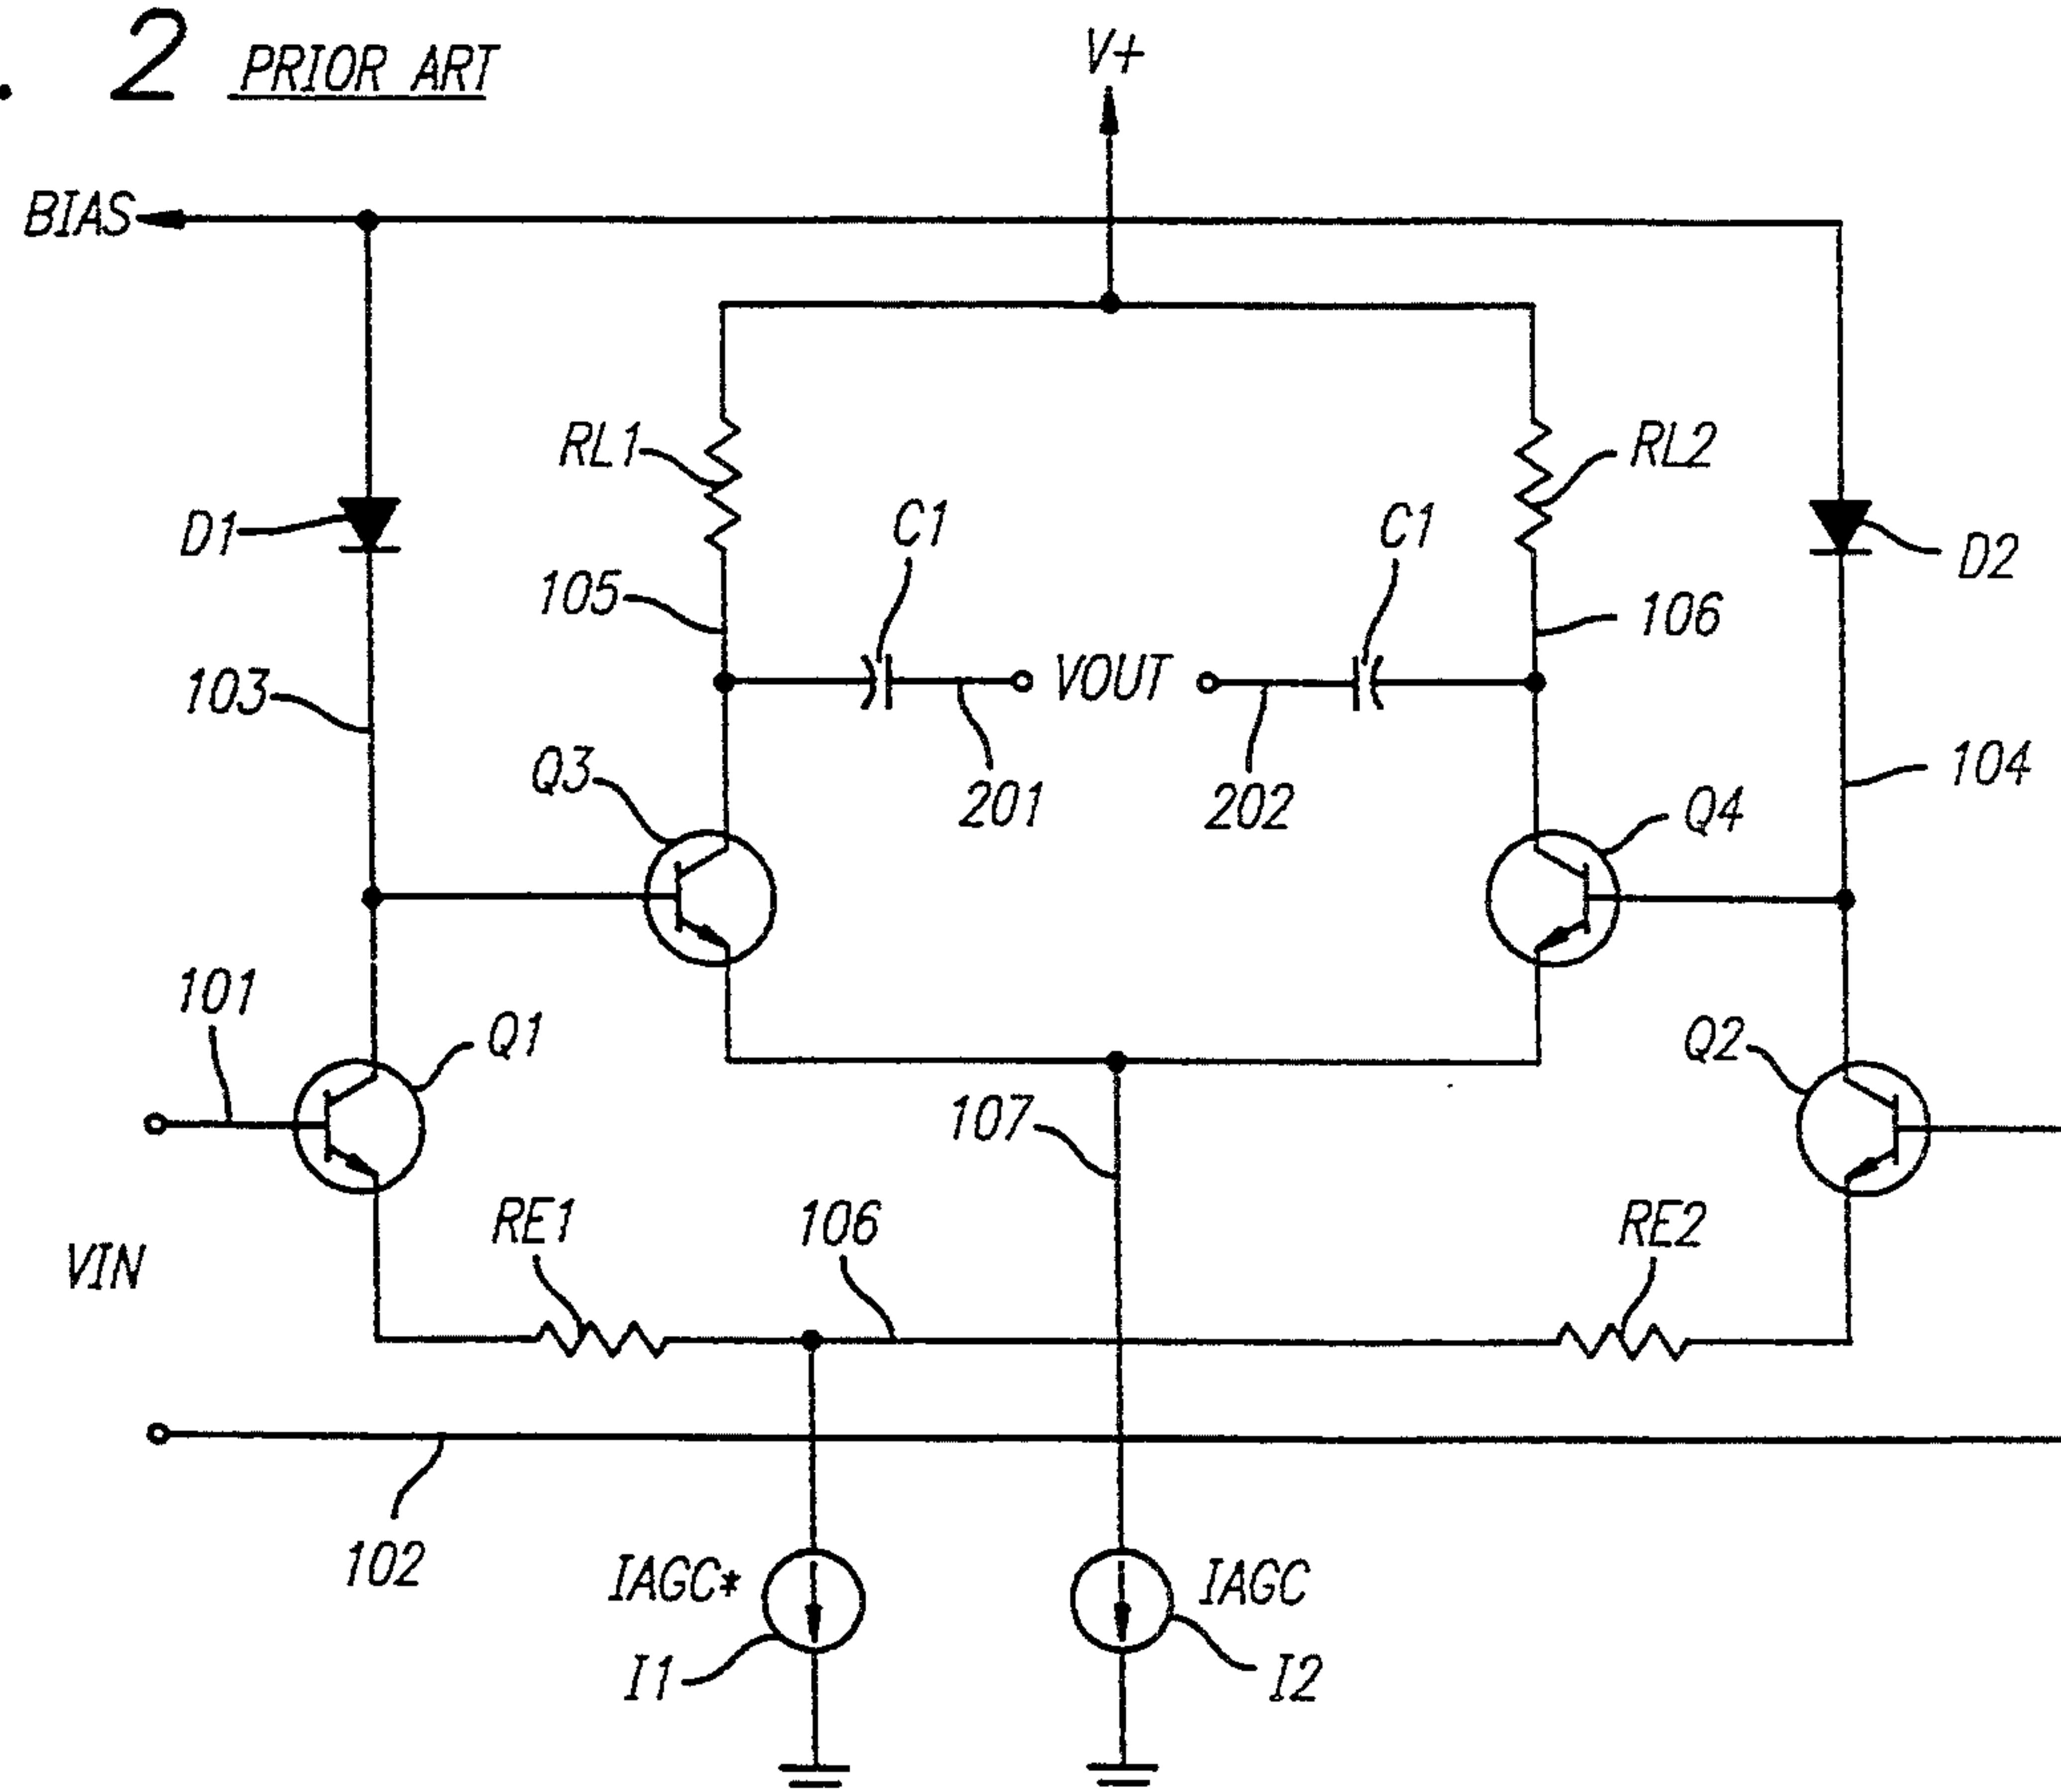 . 2 PRIOR ART
V+
BIAS
RL1
RL2
C1
C1
D1
D2
105
106
103
VOUT
104
Q3
201
202
Q4
101
Q1
Q2
107
RE1
106
RE2
VIN
102
IAGC*
IAGC
I1
I2